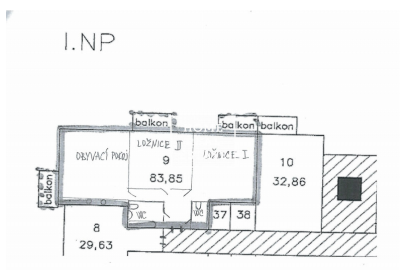 I.NP
balkon
balkon balkon
OBÝVACÍ POKOJ
LOŽNICE II
LOŽNICE I
9
83,85
10
32,86
balkon
WC
WC
37 38
8
29,63